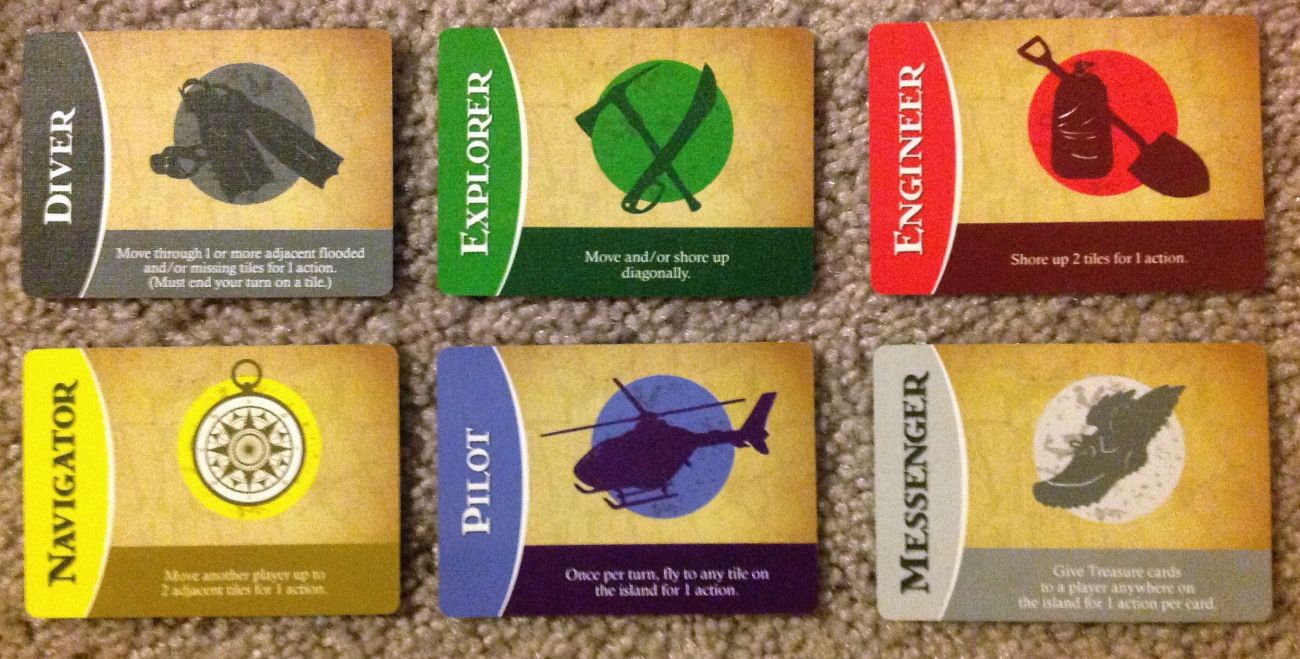 DIVER
Move through 1 or more adjacent flooded
and/or missing tiles for 1 action.
(Must end your turn on a tile.)
EXPLORER
Move and/or shore up
diagonally.
ENGINEER
Shore up 2 tiles for 1 action.
NAVIGATOR
Move another player up to
2 adjacent tiles for 1 action.
PILOT
Once per turn, fly to any tile on
the island for 1 action.
MESSENGER
Give Treasure cards
to a player anywhere on
the island for 1 action per card.